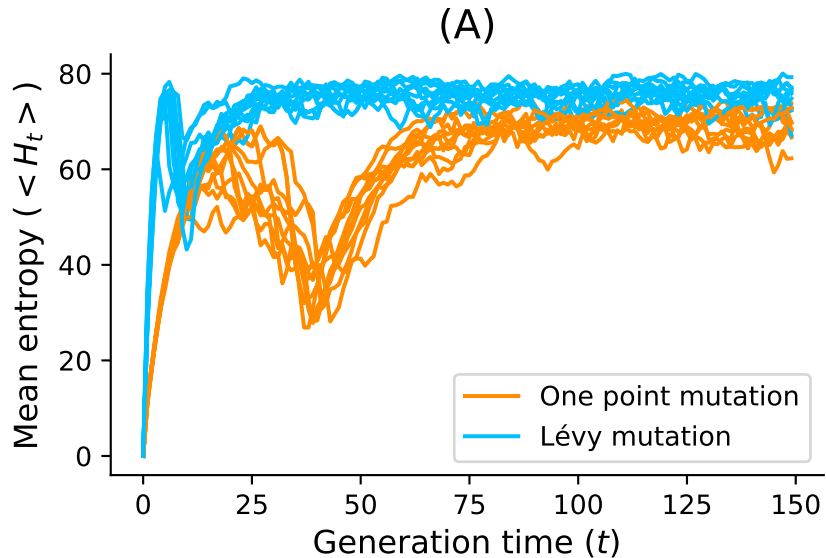 (A)
80
60
40
20
0
Mean entropy ( < H_t > )
One point mutation
Lévy mutation
0 25 50 75 100 125 150
Generation time (t)